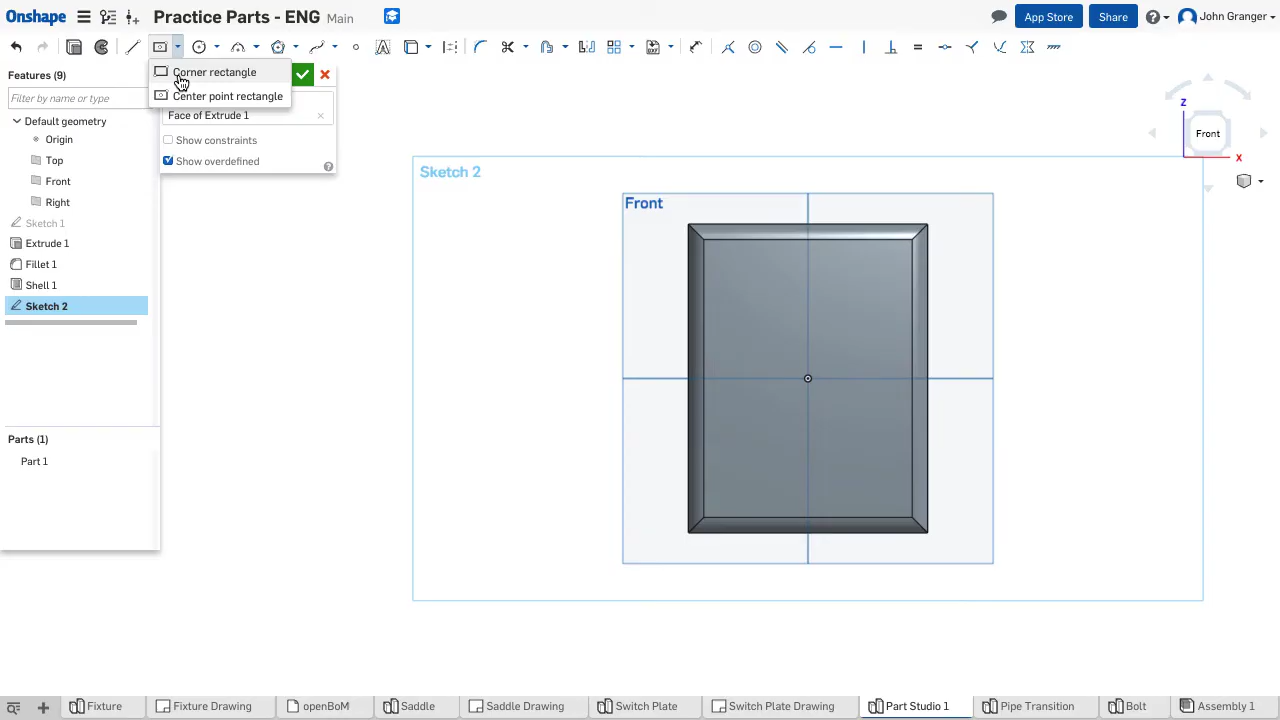 Onshape
Practice Parts - ENG Main
App Store
Share
John Granger
Features (9)
Filter by name or type
Default geometry
Origin
Top
Front
Right
Sketch 1
Extrude 1
Fillet 1
Shell 1
Sketch 2
Parts (1)
Part 1
Corner rectangle
Center point rectangle
Face of Extrude 1
Show constraints
Show overdefined
Sketch 2
Front
Z
Front
X
Fixture
Fixture Drawing
openBoM
Saddle
Saddle Drawing
Switch Plate
Switch Plate Drawing
Part Studio 1
Pipe Transition
Bolt
Assembly 1